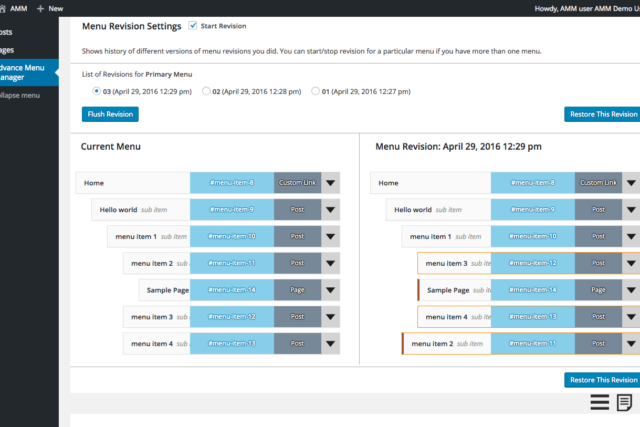 AMM + New Howdy, AMM user AMM Demo Us
osts
ages
dvance Menu
anager
ollapse menu
Menu Revision Settings Start Revision
Shows history of different versions of menu revisions you did. You can start/stop revision for a particular menu if you have more than one menu.
List of Revisions for Primary Menu
03 (April 29, 2016 12:29 pm) 02 (April 29, 2016 12:28 pm) 01 (April 29, 2016 12:27 pm)
Flush Revision Restore This Revision
Current Menu
Home #menu-item-8 Custom Link
Hello world sub item #menu-item-9 Post
menu item 1 sub item #menu-item-10 Post
menu item 2 sub #menu-item-11 Post
Sample Page #menu-item-14 Page
menu item 3 sub #menu-item-12 Post
menu item 4 sub #menu-item-13 Post
Menu Revision: April 29, 2016 12:29 pm
Home #menu-item-8 Custom Link
Hello world sub item #menu-item-9 Post
menu item 1 sub item #menu-item-10 Post
menu item 3 sub item #menu-item-12 Post
Sample Page sub item #menu-item-14 Page
menu item 4 sub item #menu-item-13 Post
menu item 2 sub item #menu-item-11 Post
Restore This Revision